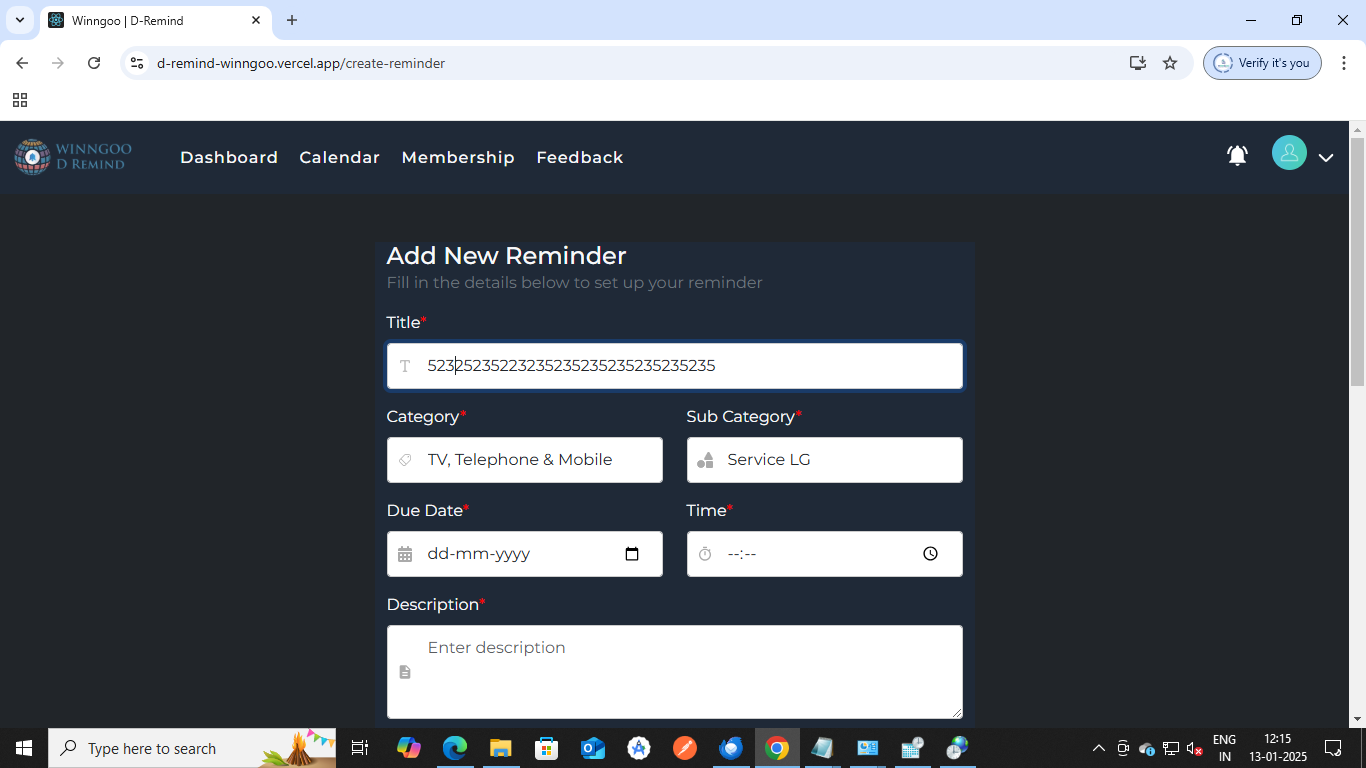 Winngoo | D-Remind
d-remind-winngoo.vercel.app/create-reminder
Verify it's you
WINNGOO
D REMIND
Dashboard
Calendar
Membership
Feedback
Add New Reminder
Fill in the details below to set up your reminder
Title*
T
52325235223235235235235235235235
Category*
Sub Category*
TV, Telephone & Mobile
Service LG
Due Date*
Time*
dd-mm-yyyy
--:--
Description*
Enter description
Type here to search
ENG
IN
12:15
13-01-2025